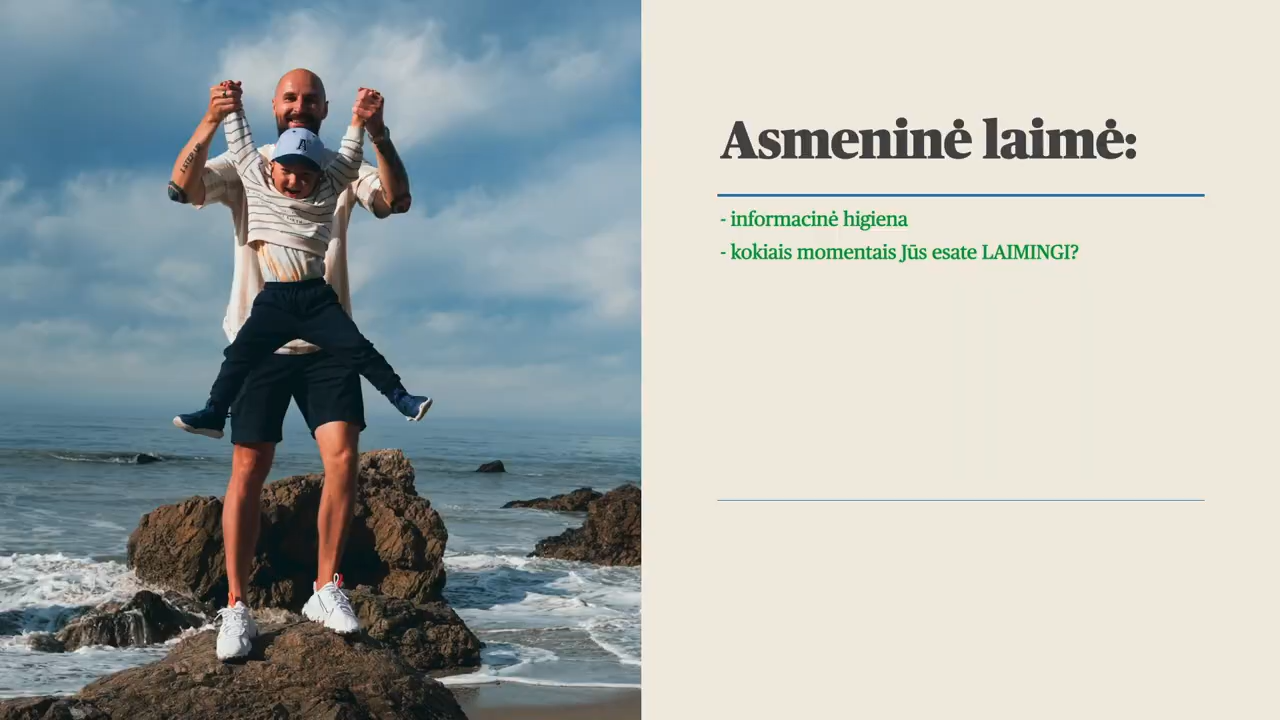 A
Asmeninė laimė:
- informacinė higiena
- kokiais momentais Jūs esate LAIMINGI?